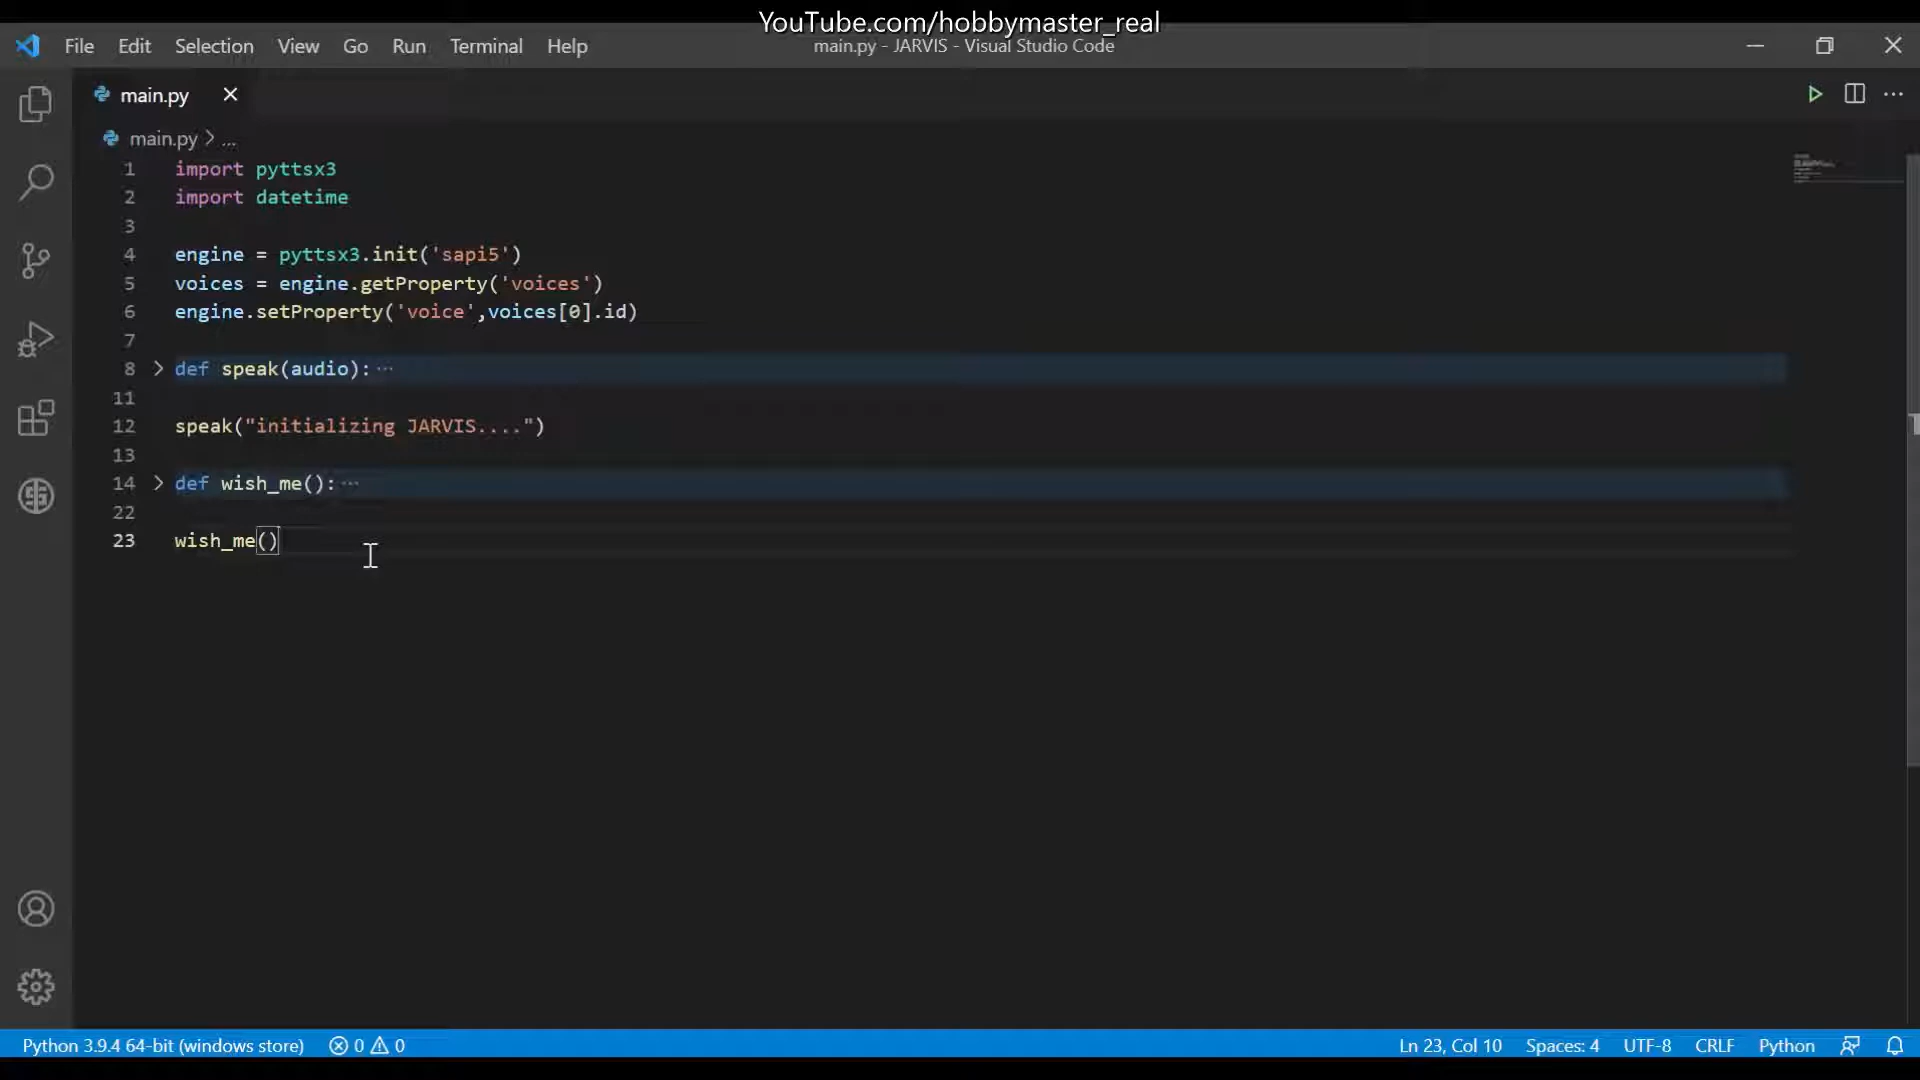 YouTube.com/hobbymaster_real
File Edit Selection View Go Run Terminal Help main.py - JARVIS - Visual Studio Code
main.py
main.py > ...
1 import pyttsx3
2 import datetime
3
4 engine = pyttsx3.init('sapi5')
5 voices = engine.getProperty('voices')
6 engine.setProperty('voice',voices[0].id)
7
8 def speak(audio):...
11
12 speak("initializing JARVIS....")
13
14 def wish_me():...
22
23 wish_me()
Python 3.9.4 64-bit (windows store) 0 0 Ln 23, Col 10 Spaces: 4 UTF-8 CRLF Python